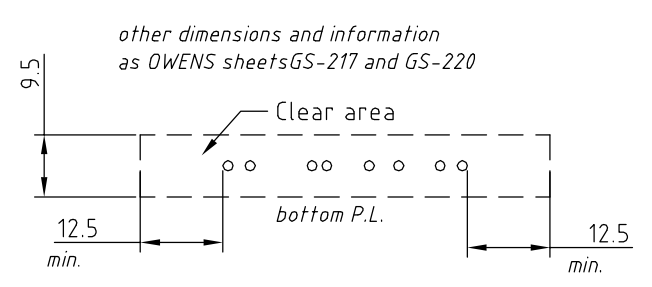 other dimensions and information
as OWENS sheetsGS-217 and GS-220
9.5
Clear area
bottom P.L.
12.5
min.
12.5
min.